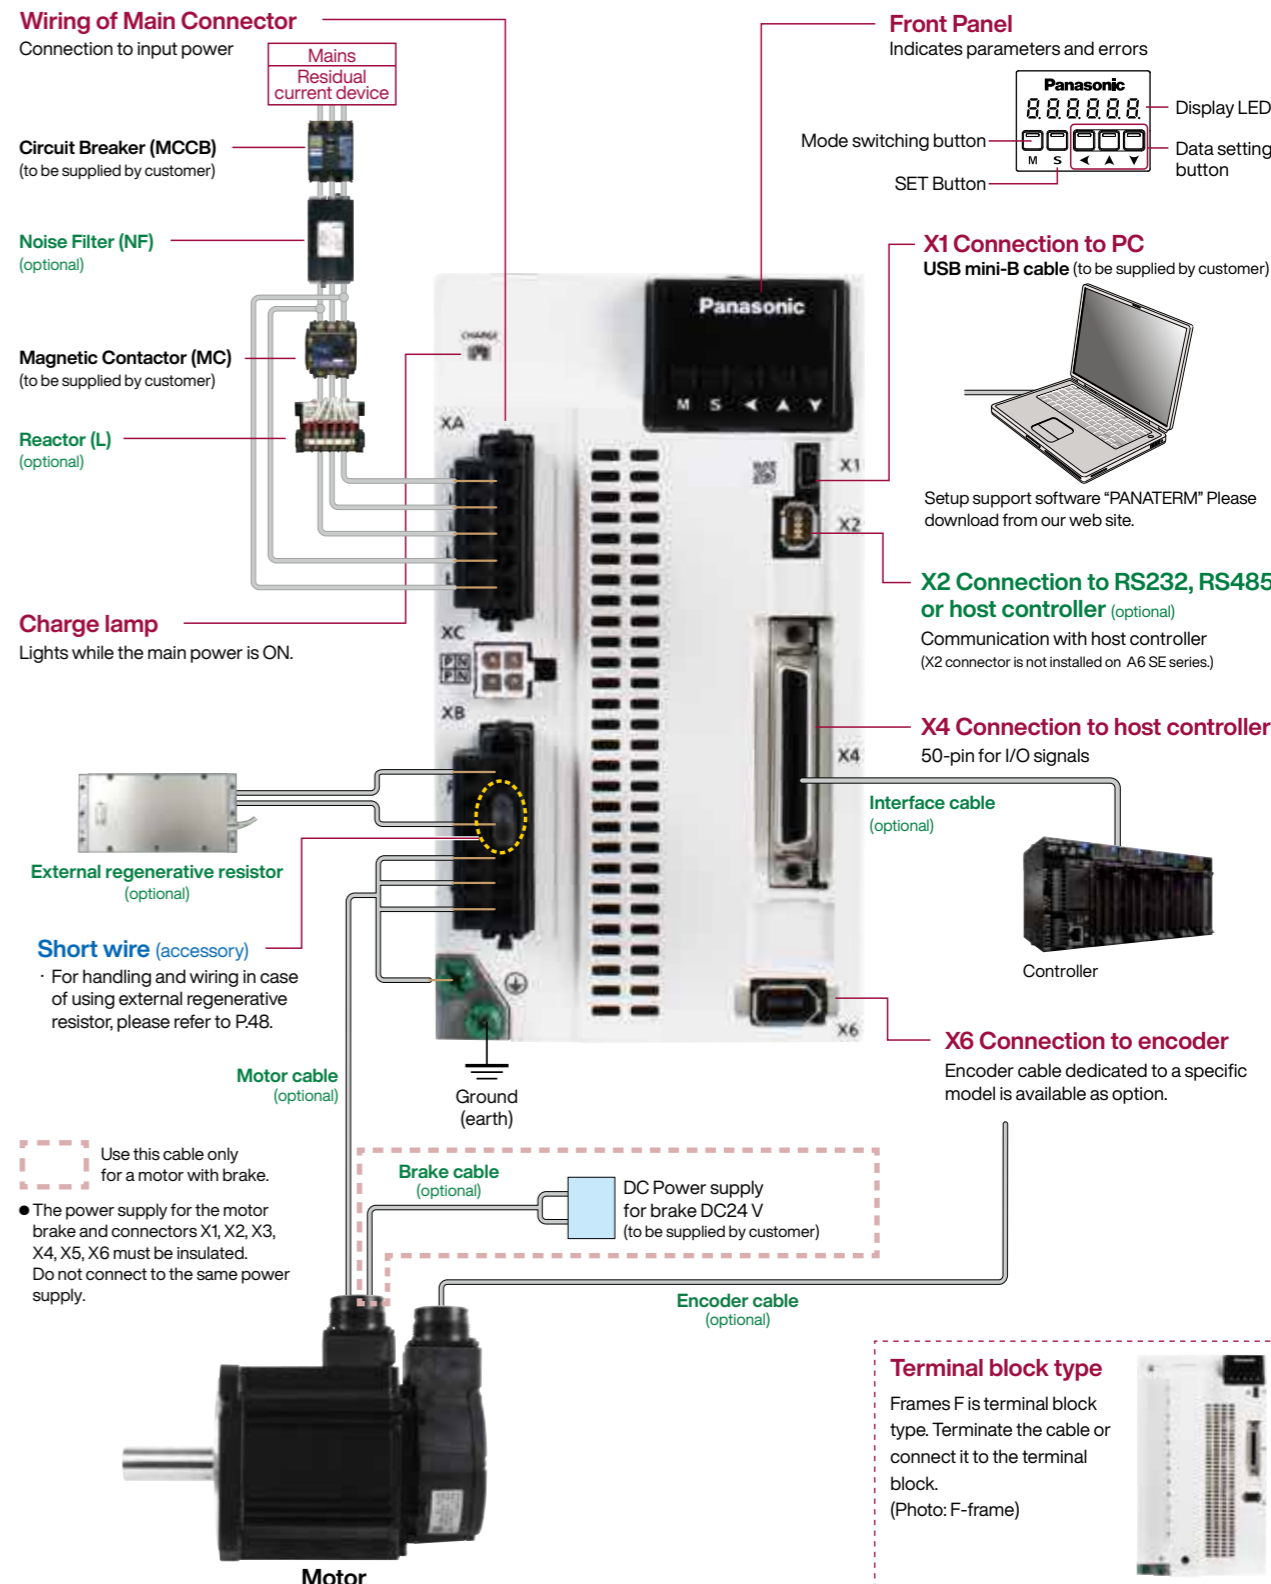 Wiring of Main Connector
Connection to input power
Mains
Residual
current device
Circuit Breaker (MCCB)
(to be supplied by customer)
Noise Filter (NF)
(optional)
Magnetic Contactor (MC)
(to be supplied by customer)
Reactor (L)
(optional)
Charge lamp
Lights while the main power is ON.
External regenerative resistor
(optional)
Short wire (accessory)
· For handling and wiring in case
of using external regenerative
resistor, please refer to P.48.
Motor cable
(optional)
Ground
(earth)
Use this cable only
for a motor with brake.
● The power supply for the motor
brake and connectors X1, X2, X3,
X4, X5, X6 must be insulated.
Do not connect to the same power
supply.
Brake cable
(optional)
DC Power supply
for brake DC24 V
(to be supplied by customer)
Encoder cable
(optional)
Motor
CHARGE
Panasonic
M S
XA
XC
P N
P N
XB
X1
X2
X4
X6
Front Panel
Indicates parameters and errors
Panasonic
8.8.8.8.8.8.
Display LED
Mode switching button
M S
Data setting
button
SET Button
X1 Connection to PC
USB mini-B cable (to be supplied by customer)
Setup support software “PANATERM” Please
download from our web site.
X2 Connection to RS232, RS485
or host controller (optional)
Communication with host controller
(X2 connector is not installed on A6 SE series.)
X4 Connection to host controller
50-pin for I/O signals
Interface cable
(optional)
Controller
X6 Connection to encoder
Encoder cable dedicated to a specific
model is available as option.
Terminal block type
Frames F is terminal block
type. Terminate the cable or
connect it to the terminal
block.
(Photo: F-frame)
Panasonic